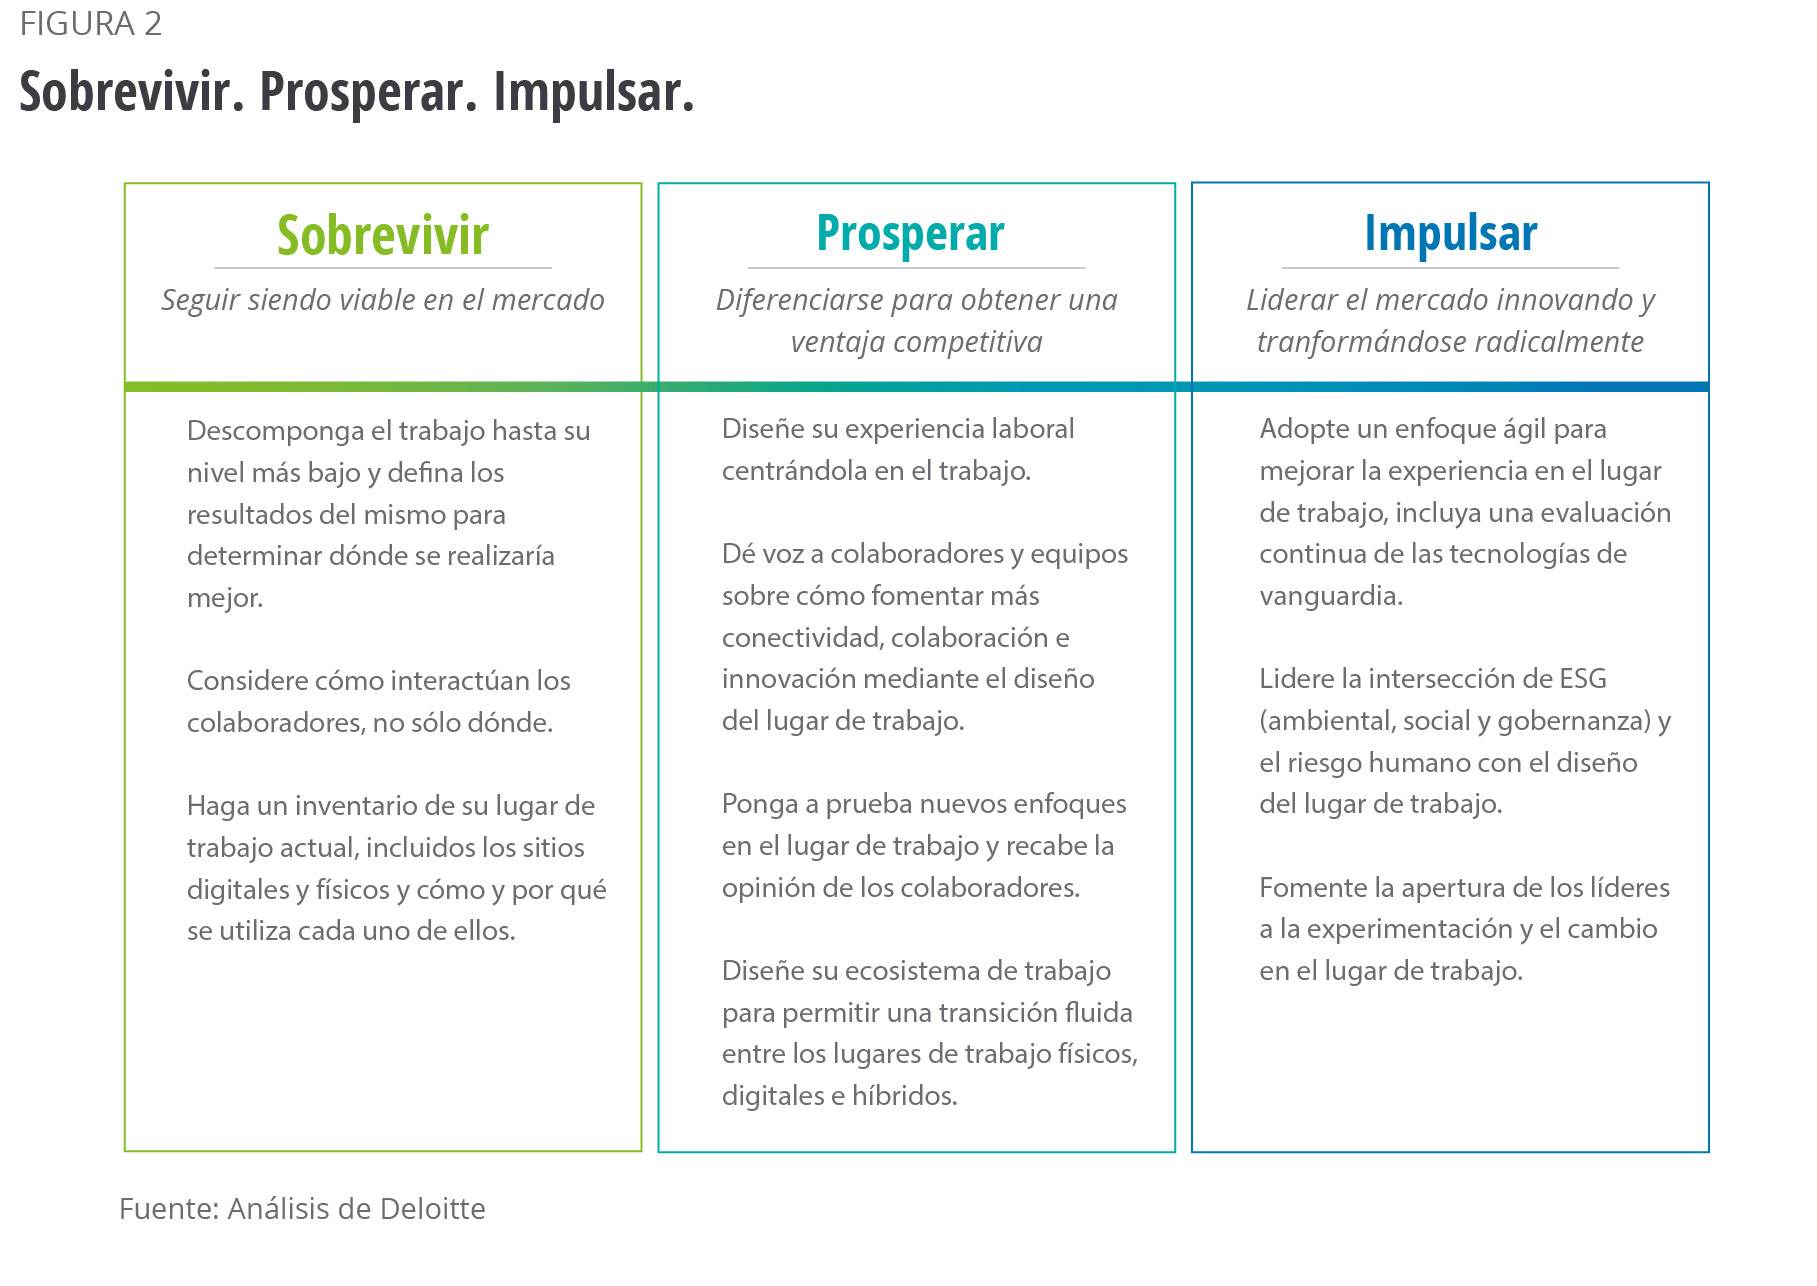 FIGURA 2
Sobrevivir. Prosperar. Impulsar.
Sobrevivir
Seguir siendo viable en el mercado
Descomponga el trabajo hasta su
nivel más bajo y defina los
resultados del mismo para
determinar dónde se realizaría
mejor.
Considere cómo interactúan los
colaboradores, no sólo dónde.
Haga un inventario de su lugar de
trabajo actual, incluidos los sitios
digitales y físicos y cómo y por qué
se utiliza cada uno de ellos.
Prosperar
Diferenciarse para obtener una
ventaja competitiva
Diseñe su experiencia laboral
centrándola en el trabajo.
Dé voz a colaboradores y equipos
sobre cómo fomentar más
conectividad, colaboración e
innovación mediante el diseño
del lugar de trabajo.
Ponga a prueba nuevos enfoques
en el lugar de trabajo y recabe la
opinión de los colaboradores.
Diseñe su ecosistema de trabajo
para permitir una transición fluida
entre los lugares de trabajo físicos,
digitales e híbridos.
Impulsar
Liderar el mercado innovando y
tranformándose radicalmente
Adopte un enfoque ágil para
mejorar la experiencia en el lugar
de trabajo, incluya una evaluación
continua de las tecnologías de
vanguardia.
Lidere la intersección de ESG
(ambiental, social y gobernanza) y
el riesgo humano con el diseño
del lugar de trabajo.
Fomente la apertura de los líderes
a la experimentación y el cambio
en el lugar de trabajo.
Fuente: Análisis de Deloitte